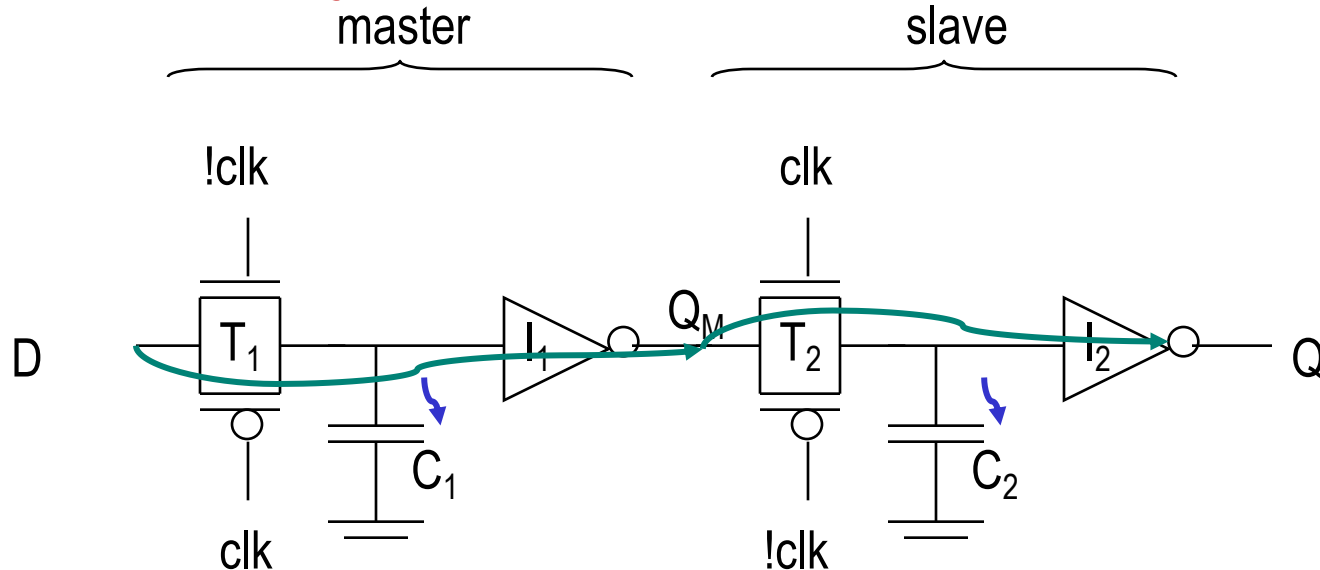 master slave
!clk clk
D T1 I1 QM T2 I2 Q
C1 C2
clk !clk